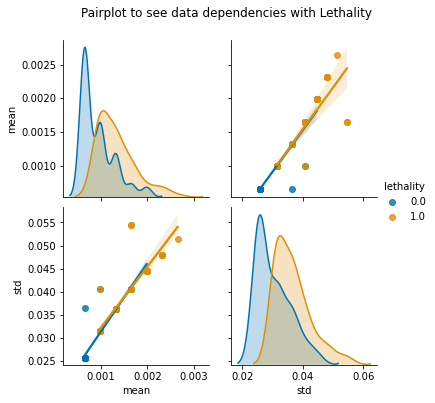 Pairplot to see data dependencies with Lethality
0.0025
0.0020
0.0015
0.0010
mean
lethality
0.0
1.0
0.055
0.050
0.045
0.040
0.035
0.030
0.025
std
0.001 0.002 0.003
mean
0.02 0.04 0.06
std